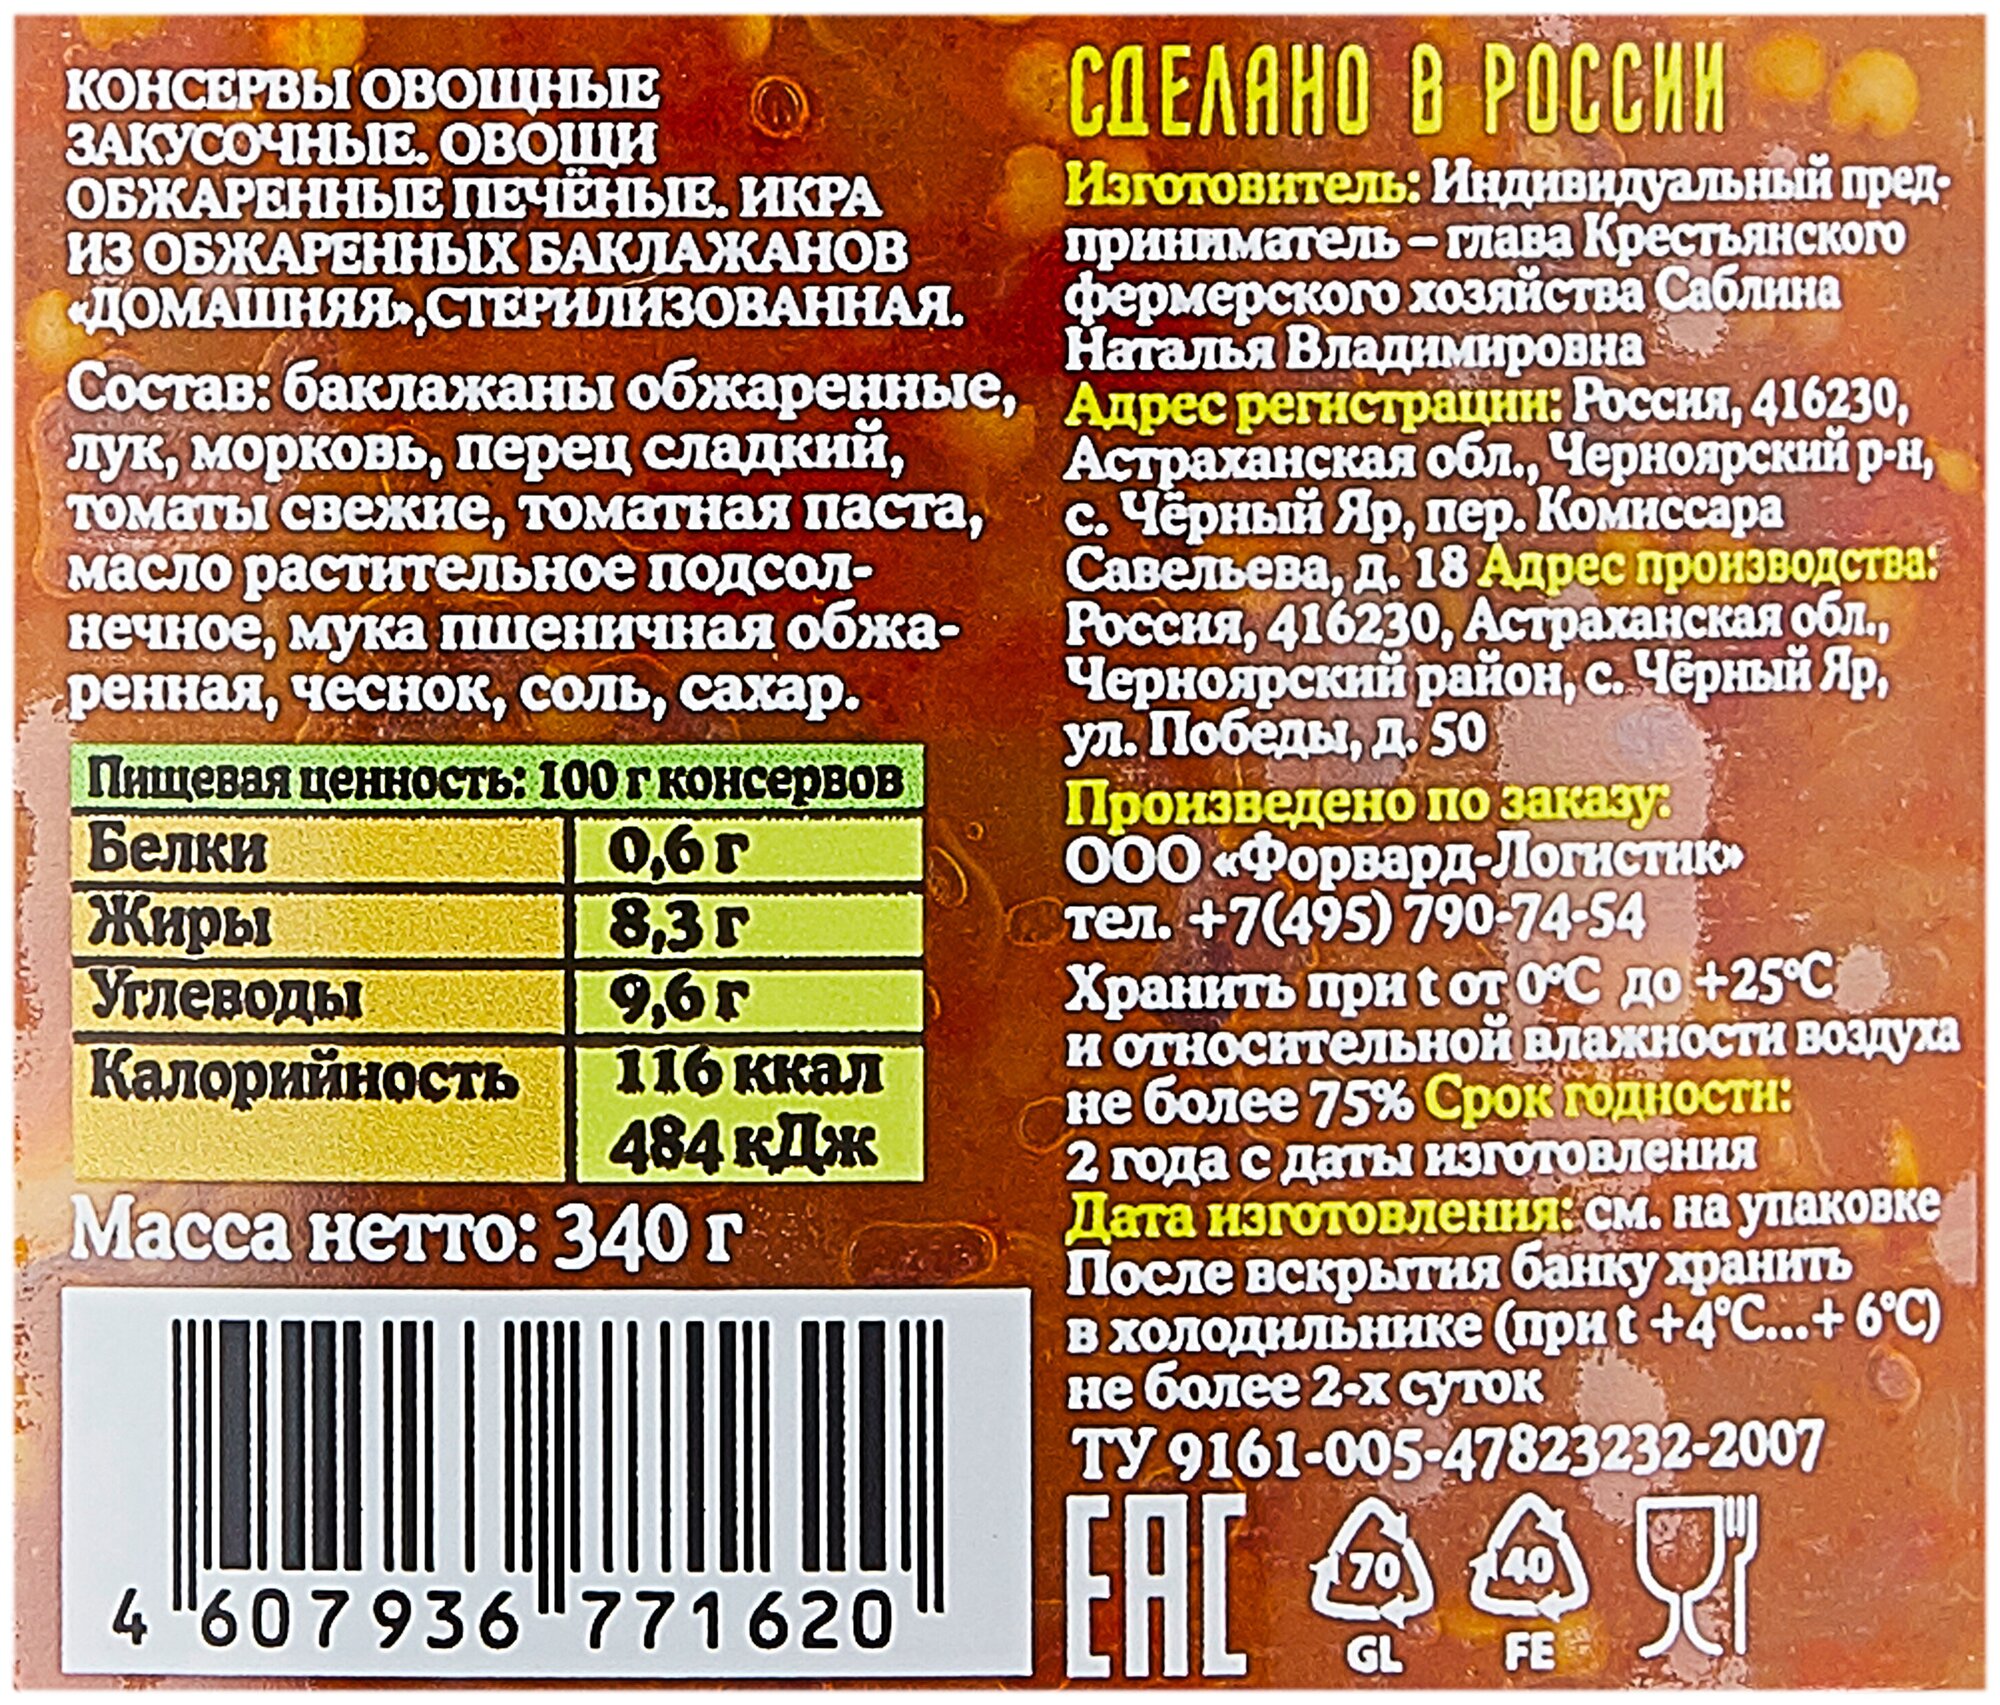 КОНСЕРВЫ ОВОЩНЫЕ
ЗАКУСОЧНЫЕ. ОВОЩИ
ОБЖАРЕННЫЕ ПЕЧЁНЫЕ. ИКРА
ИЗ ОБЖАРЕННЫХ БАКЛАЖАНОВ
«ДОМАШНЯЯ», СТЕРИЛИЗОВАННАЯ.
Состав: баклажаны обжаренные,
лук, морковь, перец сладкий,
томаты свежие, томатная паста,
масло растительное подсол-
нечное, мука пшеничная обжа-
ренная, чеснок, соль, сахар.
Пищевая ценность: 100 г консервов
Белки 0,6 г
Жиры 8,3 г
Углеводы 9,6 г
Калорийность 116 ккал
484 кДж
Масса нетто: 340 г
4 607936 771620
СДЕЛАНО В РОССИИ
Изготовитель: Индивидуальный пред-
приниматель – глава Крестьянского
фермерского хозяйства Саблина
Наталья Владимировна
Адрес регистрации: Россия, 416230,
Астраханская обл., Черноярский р-н,
с. Чёрный Яр, пер. Комиссара
Савельева, д. 18 Адрес производства:
Россия, 416230, Астраханская обл.,
Черноярский район, с. Чёрный Яр,
ул. Победы, д. 50
Произведено по заказу:
ООО «Форвард-Логистик»
тел. +7(495) 790-74-54
Хранить при t от 0°С до +25°С
и относительной влажности воздуха
не более 75% Срок годности:
2 года с даты изготовления
Дата изготовления: см. на упаковке
После вскрытия банку хранить
в холодильнике (при t +4°С...+ 6°С)
не более 2-х суток
ТУ 9161-005-47823232-2007
EAC 70 40
GL FE